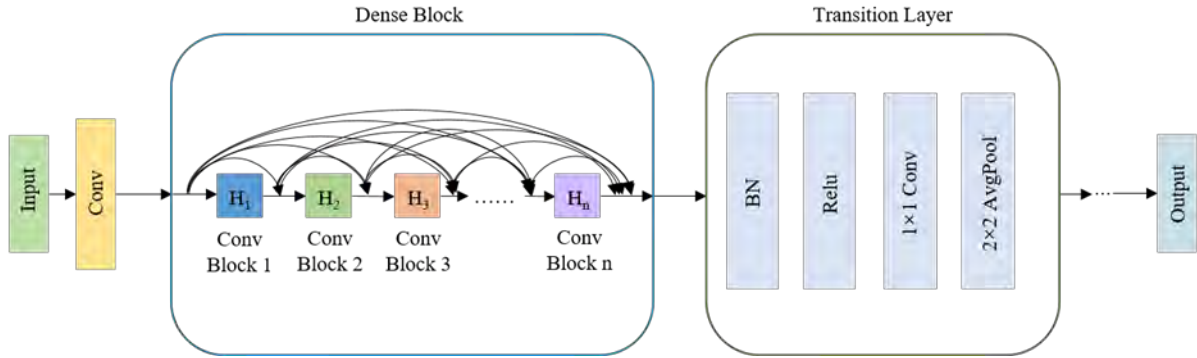 Dense Block
Transition Layer
Input
Conv
H₁
H₂
H₃
......
Hₙ
Conv
Block 1
Conv
Block 2
Conv
Block 3
Conv
Block n
BN
Relu
1×1 Conv
2×2 AvgPool
...
Output